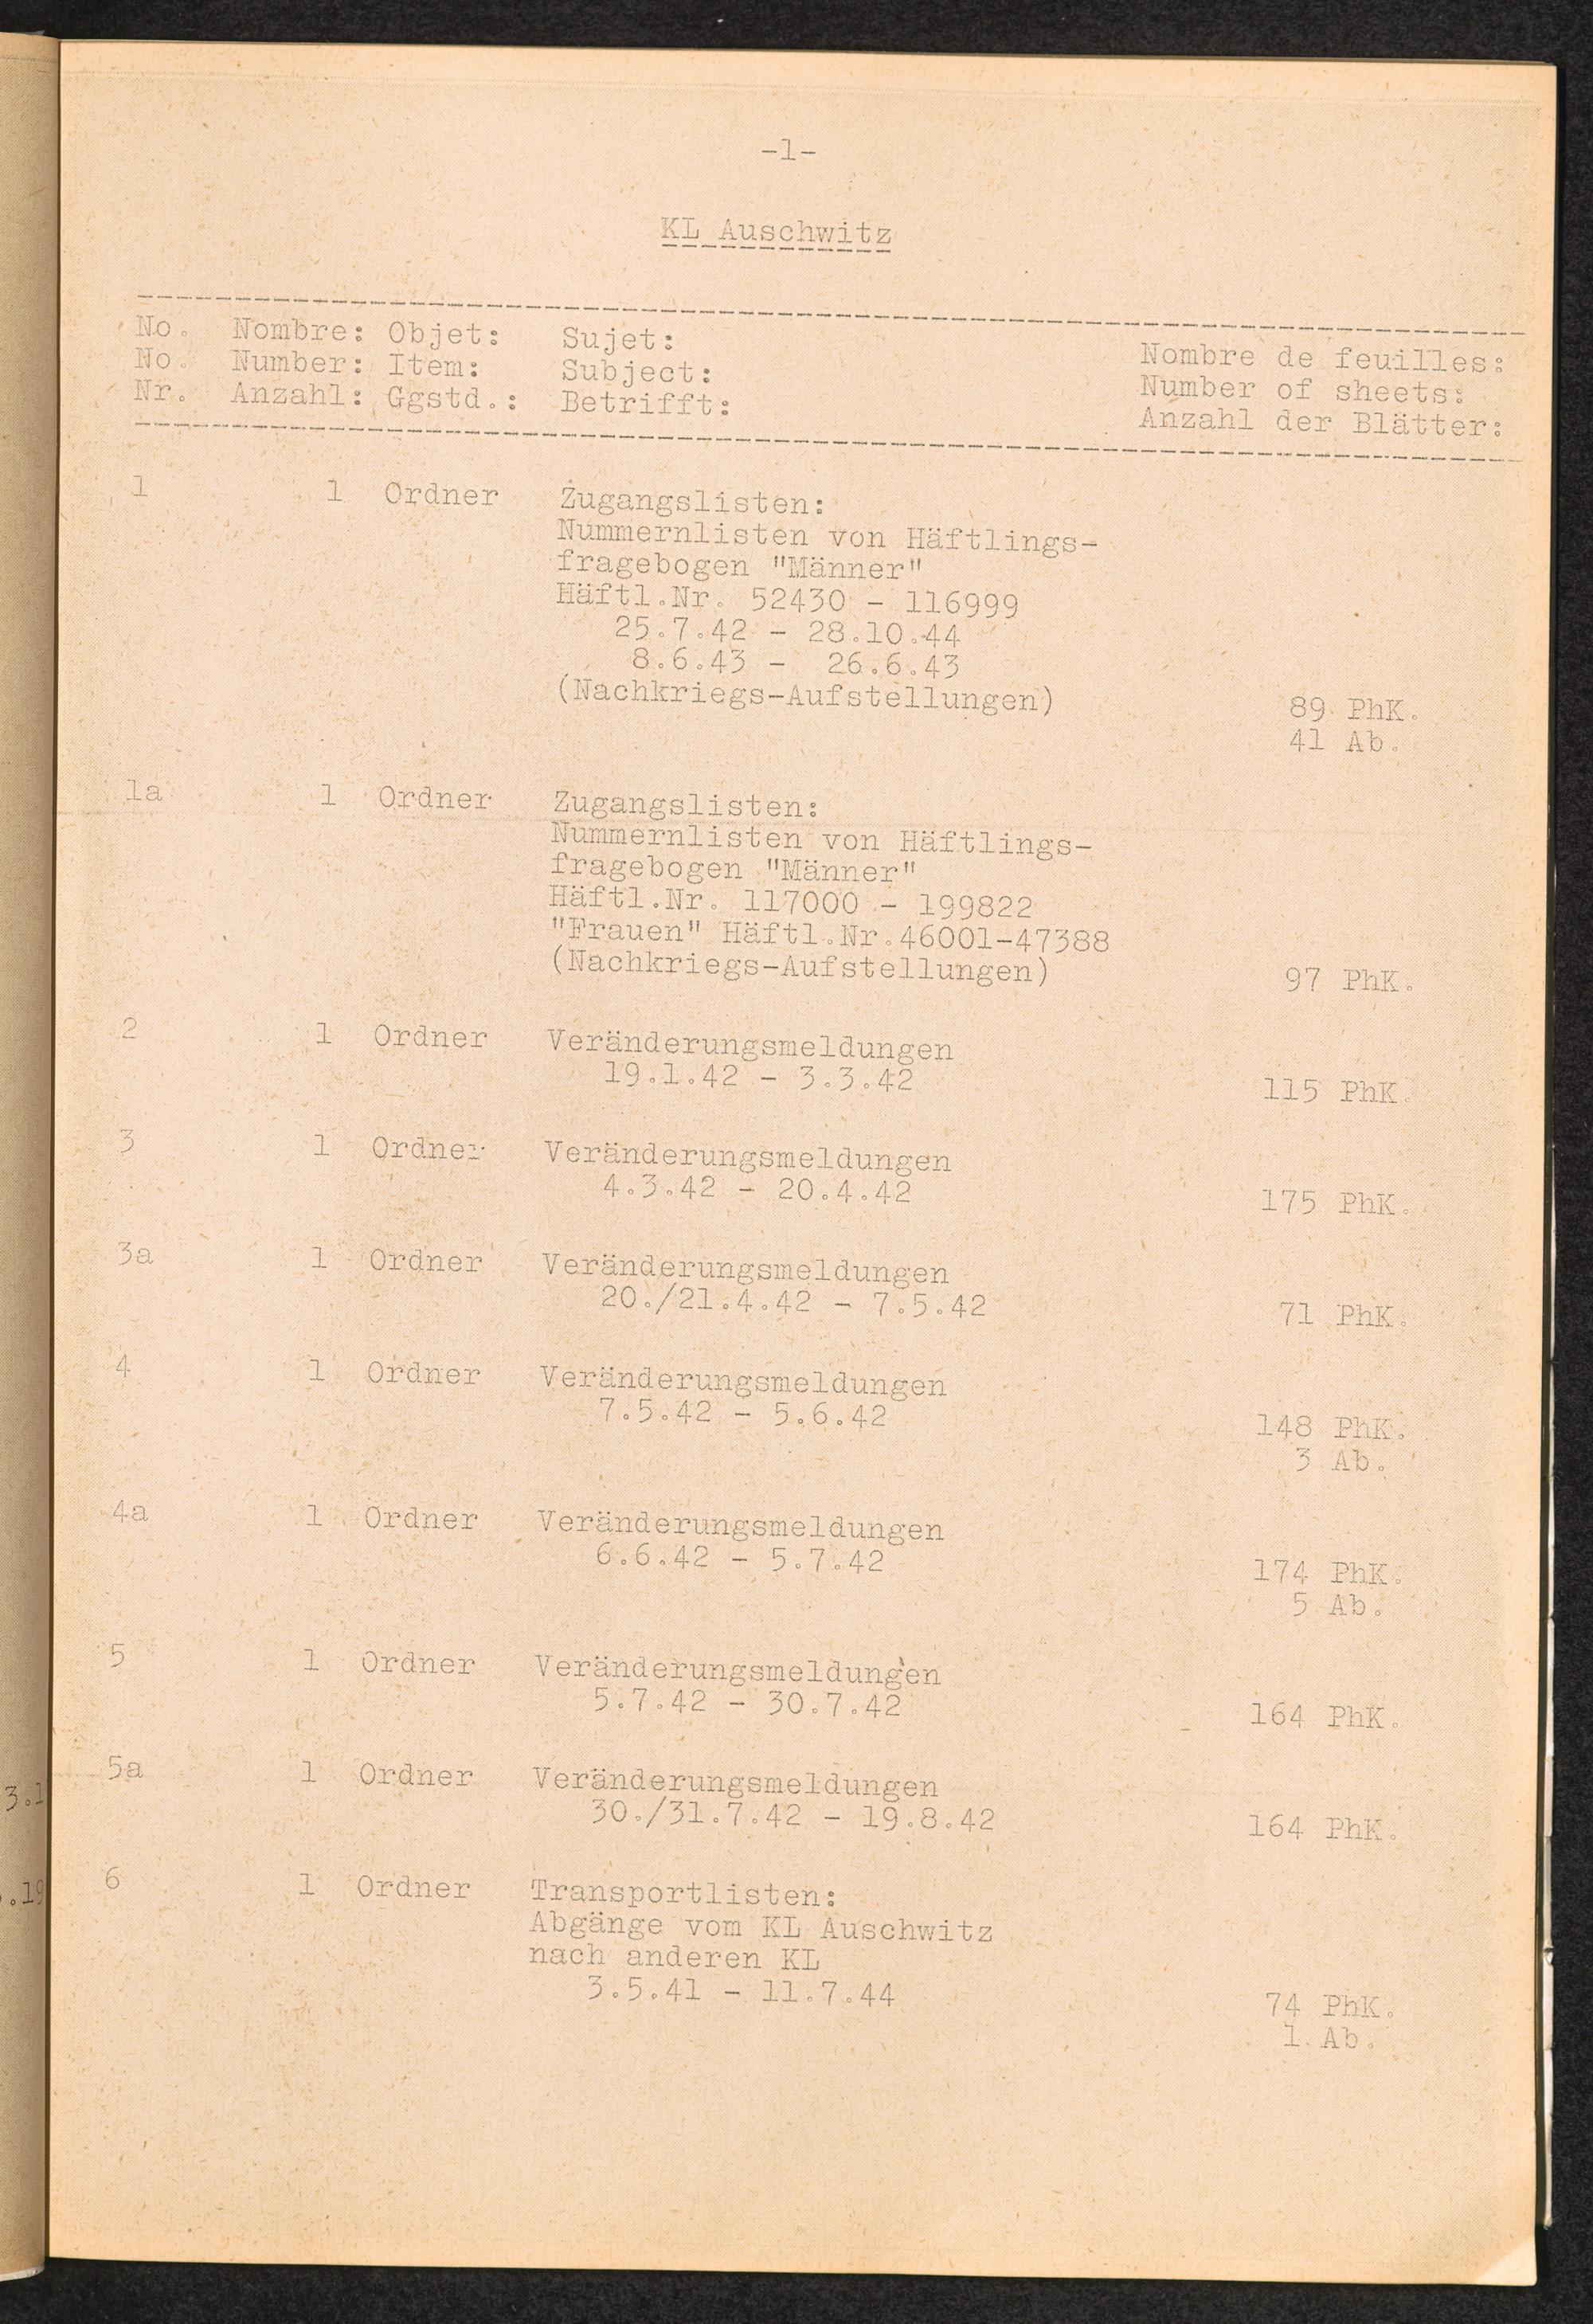 -1-
KL Auschwitz
No. Nombre: Objet: Sujet: Nombre de feuilles:
No. Number: Item: Subject: Number of sheets:
Nr. Anzahl: Ggstd.: Betrifft: Anzahl der Blätter:
1 1 Ordner Zugangslisten:
Nummernlisten von Häftlings-
fragebogen "Männer"
Häftl.Nr. 52430 - 116999
25.7.42 - 28.10.44
8.6.43 - 26.6.43
(Nachkriegs-Aufstellungen) 89 PhK.
41 Ab.
1a 1 Ordner Zugangslisten:
Nummernlisten von Häftlings-
fragebogen "Männer"
Häftl.Nr. 117000 - 199822
"Frauen" Häftl.Nr.46001-47388
(Nachkriegs-Aufstellungen) 97 PhK.
2 1 Ordner Veränderungsmeldungen
19.1.42 - 3.3.42 115 PhK.
3 1 Ordner Veränderungsmeldungen
4.3.42 - 20.4.42 175 PhK.
3a 1 Ordner Veränderungsmeldungen
20./21.4.42 - 7.5.42 71 PhK.
4 1 Ordner Veränderungsmeldungen
7.5.42 - 5.6.42 148 PhK.
3 Ab.
4a 1 Ordner Veränderungsmeldungen
6.6.42 - 5.7.42 174 PhK.
5 Ab.
5 1 Ordner Veränderungsmeldungen
5.7.42 - 30.7.42 164 PhK.
5a 1 Ordner Veränderungsmeldungen
30./31.7.42 - 19.8.42 164 PhK.
6 1 Ordner Transportlisten:
Abgänge vom KL Auschwitz
nach anderen KL
3.5.41 - 11.7.44 74 PhK.
1 Ab.